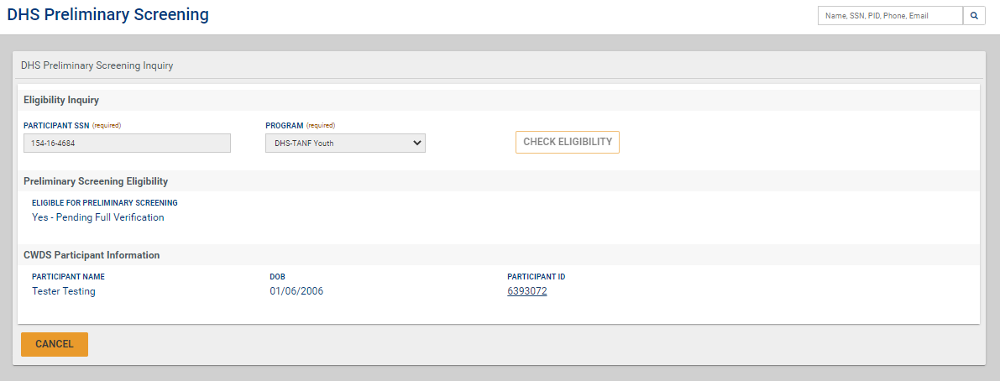 DHS Preliminary Screening
Name, SSN, PID, Phone, Email
DHS Preliminary Screening Inquiry
Eligibility Inquiry
PARTICIPANT SSN (required)
PROGRAM (required)
154-16-4684
DHS-TANF Youth
CHECK ELIGIBILITY
Preliminary Screening Eligibility
ELIGIBLE FOR PRELIMINARY SCREENING
Yes - Pending Full Verification
CWDS Participant Information
PARTICIPANT NAME
DOB
PARTICIPANT ID
Tester Testing
01/06/2006
6393072
CANCEL